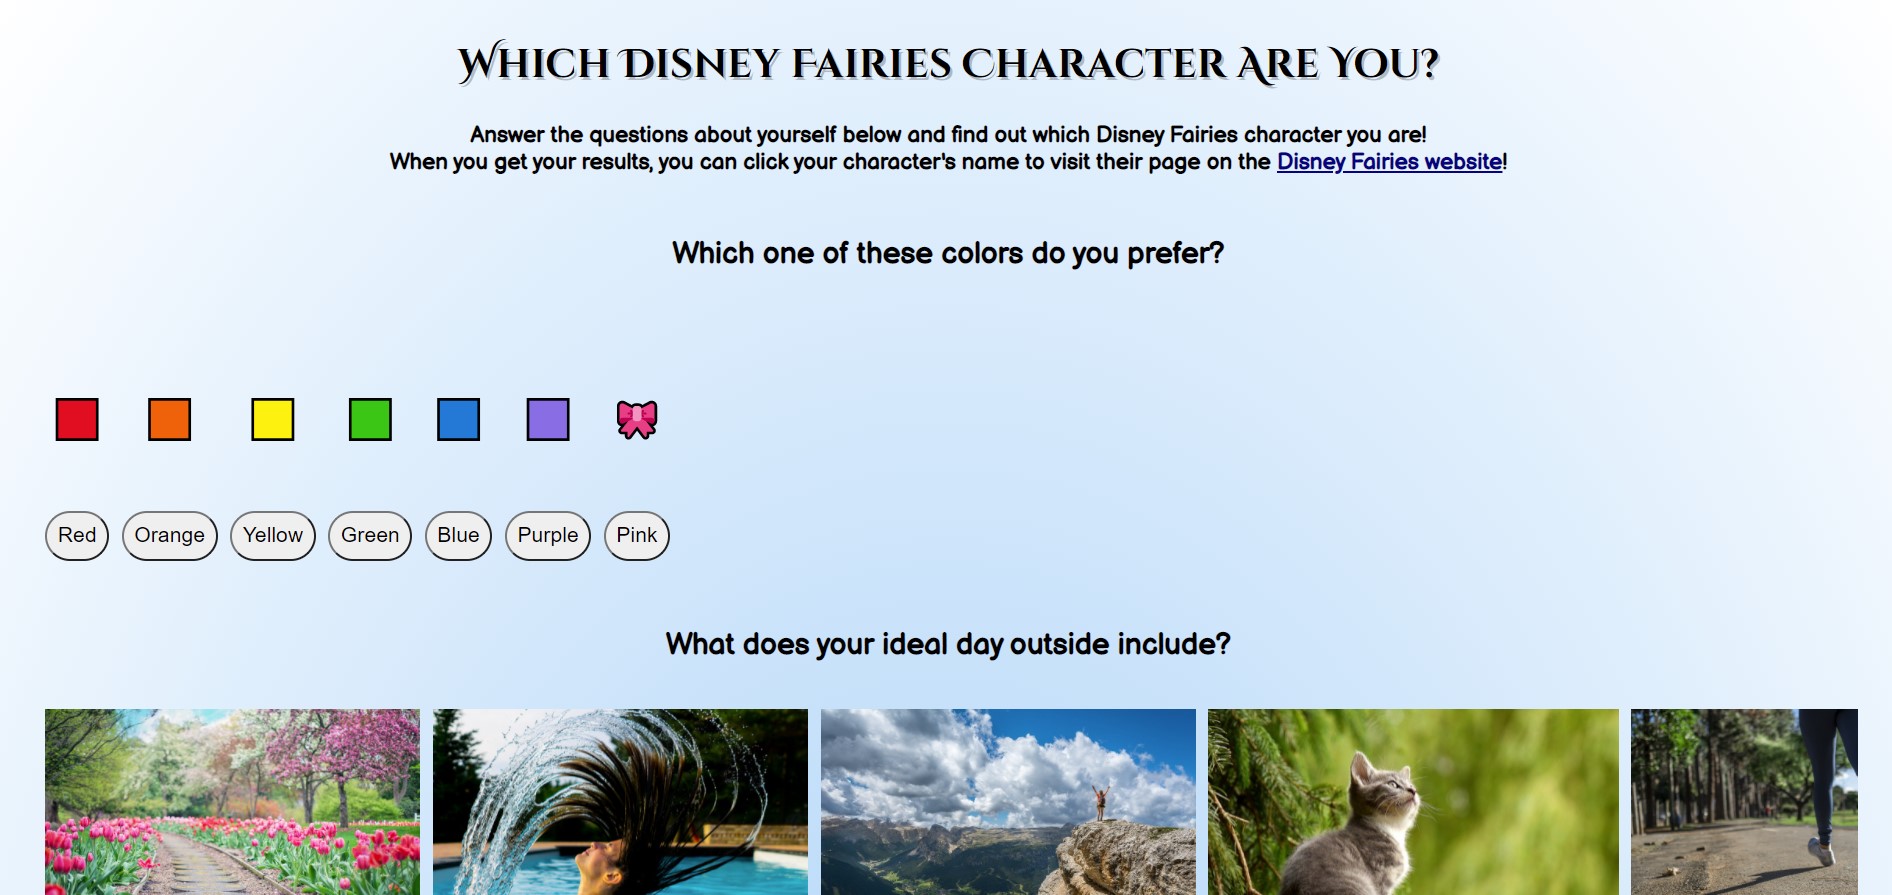 Which Disney Fairies Character Are You?
Answer the questions about yourself below and find out which Disney Fairies character you are!
When you get your results, you can click your character's name to visit their page on the Disney Fairies website!
Which one of these colors do you prefer?
Red Orange Yellow Green Blue Purple Pink
What does your ideal day outside include?